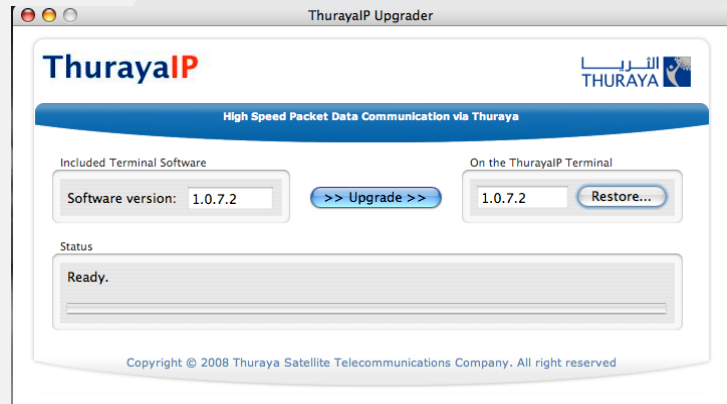 ThurayaIP Upgrader
ThurayaIP
الثريا
THURAYA
High Speed Packet Data Communication via Thuraya
Included Terminal Software
On the ThurayaIP Terminal
Software version: 1.0.7.2
>> Upgrade >>
1.0.7.2
Restore...
Status
Ready.
Copyright © 2008 Thuraya Satellite Telecommunications Company. All right reserved